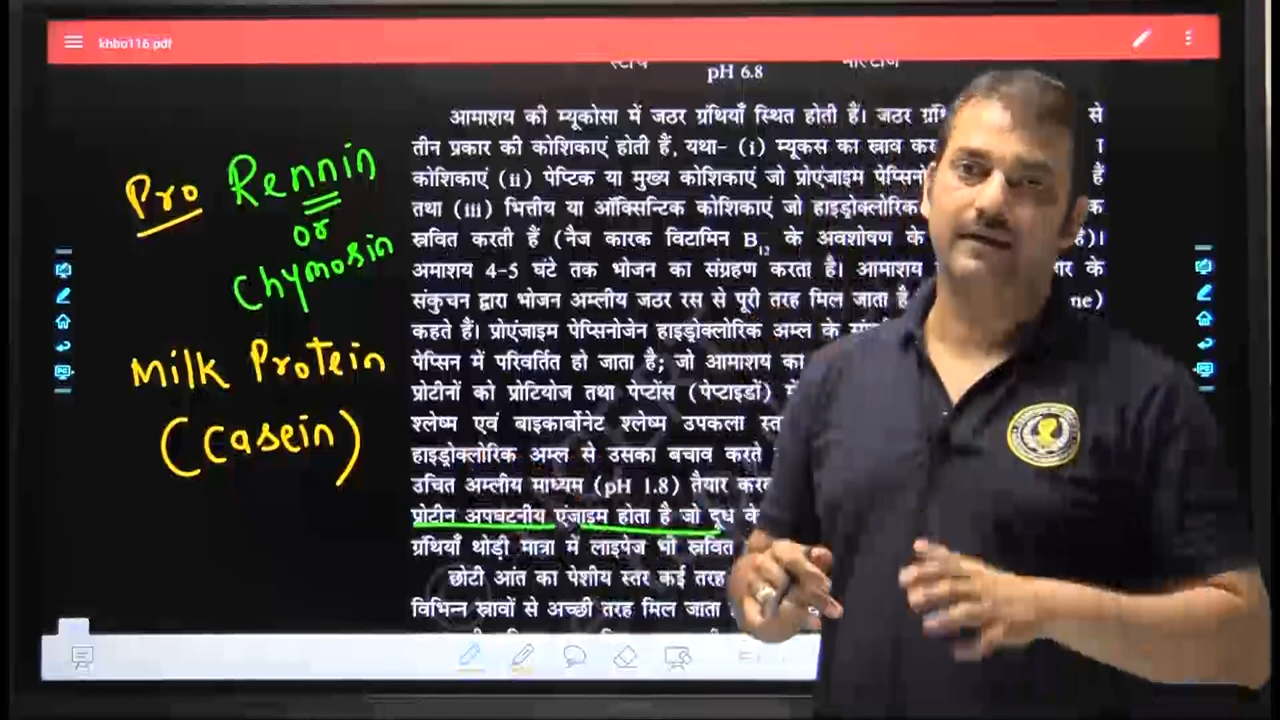 khbo116.pdf
pH 6.8
आमाशय की म्यूकोसा में जठर ग्रंथियाँ स्थित होती हैं। जठर से
तीन प्रकार की कोशिकाएं होती हैं, यथा- (i) म्यूकस का स्राव
कोशिकाएं (ii) पेप्टिक या मुख्य कोशिकाएं जो प्रोएंजाइम हैं
तथा (iii) भित्तीय या ऑक्सिन्टिक कोशिकाएं जो हाइड्रोक्लोरिक
स्रवित करती हैं (नैज कारक विटामिन B12 के अवशोषण के है)।
अमाशय 4-5 घंटे तक भोजन का संग्रहण करता है। आमाशय के
संकुचन द्वारा भोजन अम्लीय जठर रस से पूरी तरह मिल जाता है ne)
कहते हैं। प्रोएंजाइम पेप्सिनोजेन हाइड्रोक्लोरिक अम्ल के
पेप्सिन में परिवर्तित हो जाता है; जो आमाशय का
प्रोटीनों को प्रोटियोज तथा पेप्टोंस (पेप्टाइडों) में
श्लेष्म एवं बाइकार्बोनेट श्लेष्म उपकला
हाइड्रोक्लोरिक अम्ल से उसका बचाव करते
उचित अम्लीय माध्यम (pH 1.8) तैयार
प्रोटीन अपघटनीय एंजाइम होता है जो दूध
ग्रंथियाँ थोड़ी मात्रा में लाइपेज भी स्रवित
छोटी आंत का पेशीय स्तर कई तरह
विभिन्न स्रावों से अच्छी तरह मिल जाता
Pro Rennin
or
Chymosin
Milk Protein
(Casein)